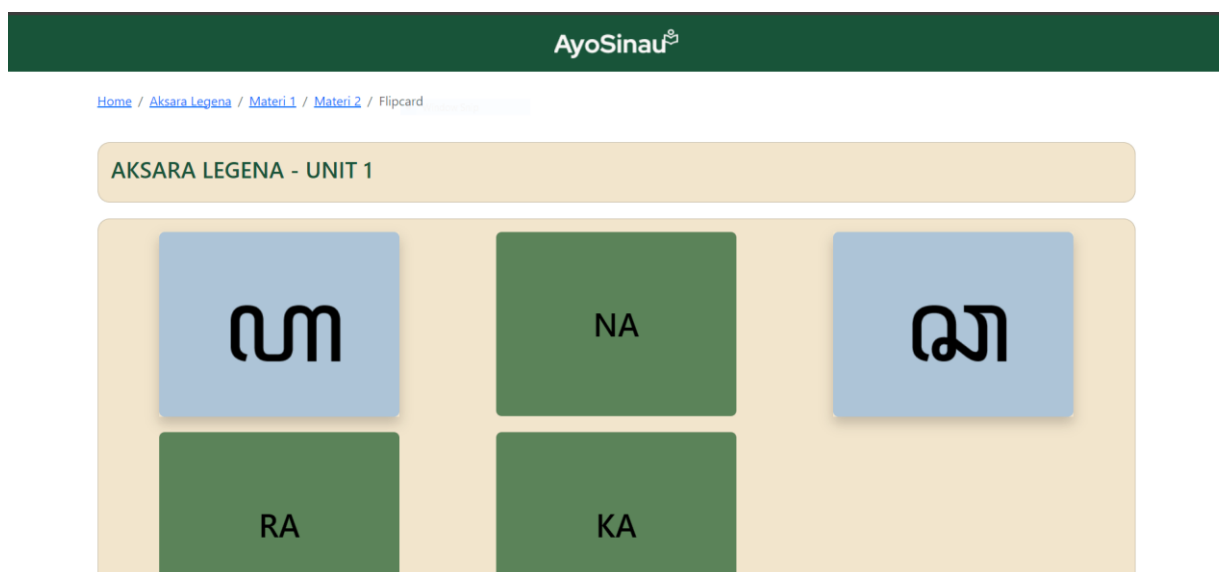 AyoSinau
Home / Aksara Legena / Materi 1 / Materi 2 / Flipcard
AKSARA LEGENA - UNIT 1
ꦲ
NA
ꦕ
RA
KA